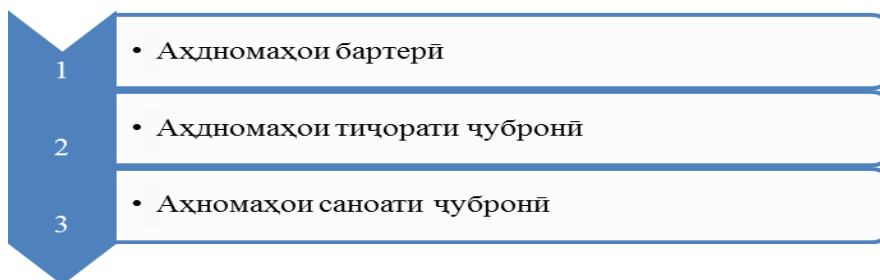 1
• Аҳдномаҳои бартерӣ
2
• Аҳдномаҳои тиҷорати ҷубронӣ
3
• Аҳномаҳои саноати ҷубронӣ